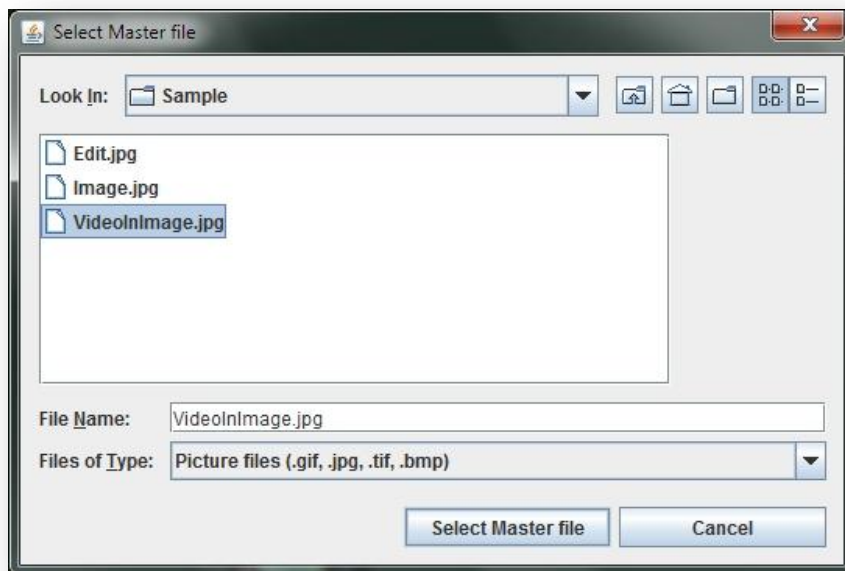 Select Master file
Look In: Sample
Edit.jpg
Image.jpg
VideoInImage.jpg
File Name: VideoInImage.jpg
Files of Type: Picture files (.gif, .jpg, .tif, .bmp)
Select Master file Cancel